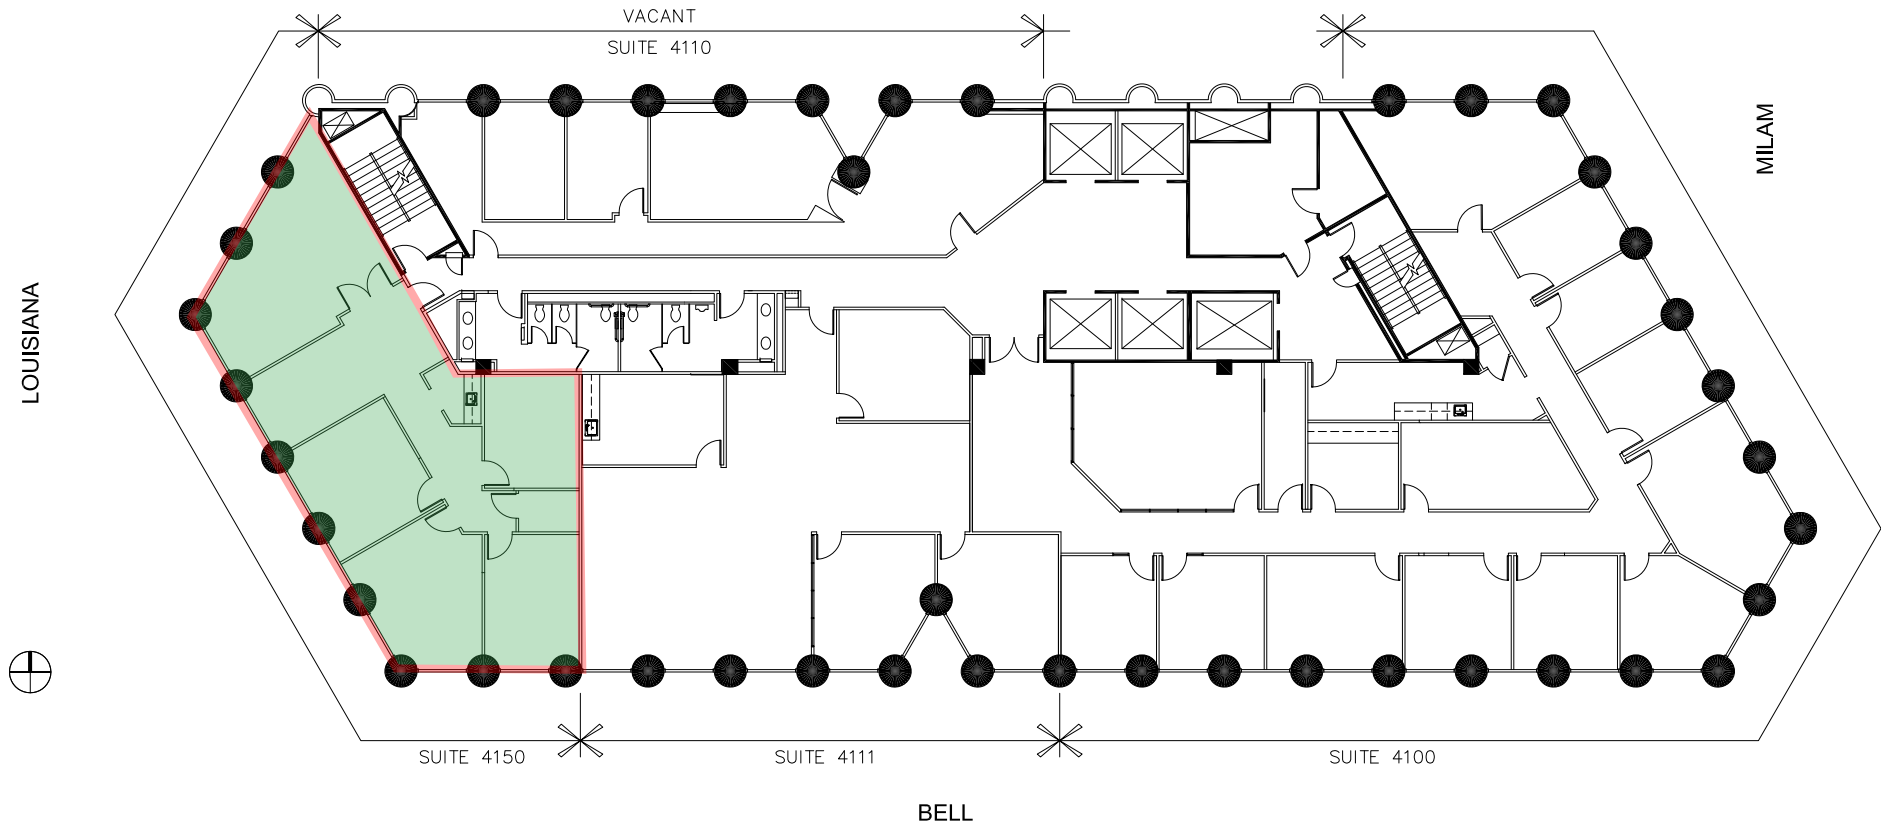 VACANT
SUITE 4110
MILAM
LOUISIANA
SUITE 4150
SUITE 4111
SUITE 4100
BELL